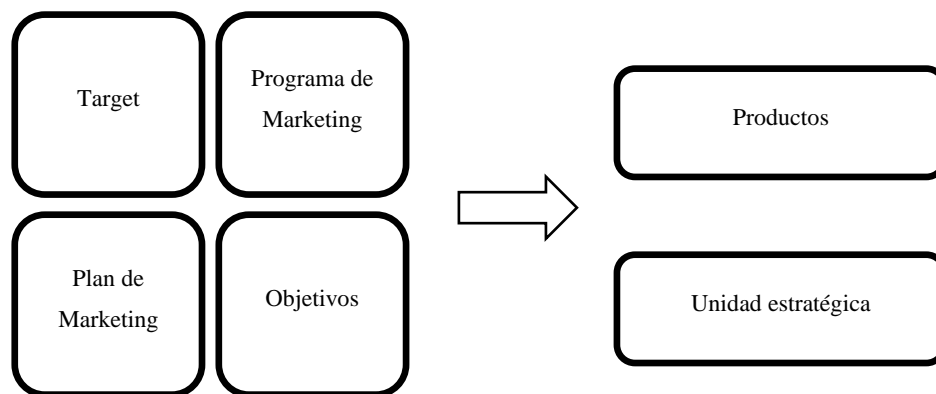 Target
Programa de
Marketing
Productos
Plan de
Marketing
Objetivos
Unidad estratégica